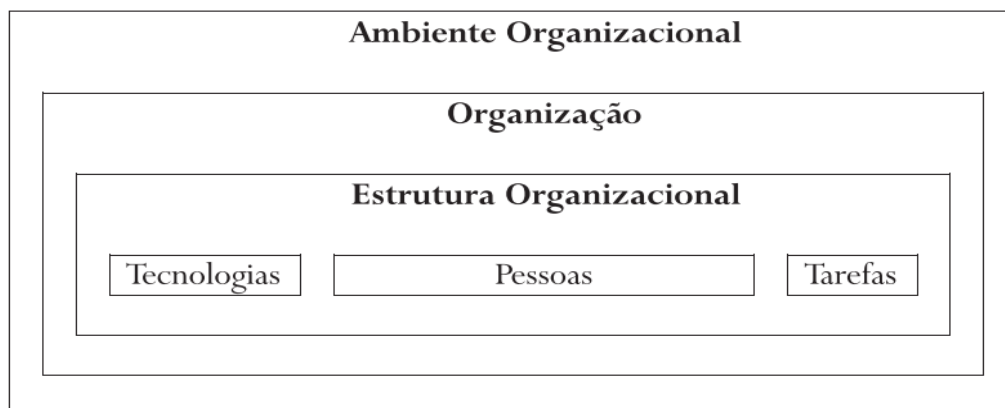 Ambiente Organizacional
Organização
Estrutura Organizacional
Tecnologias Pessoas Tarefas